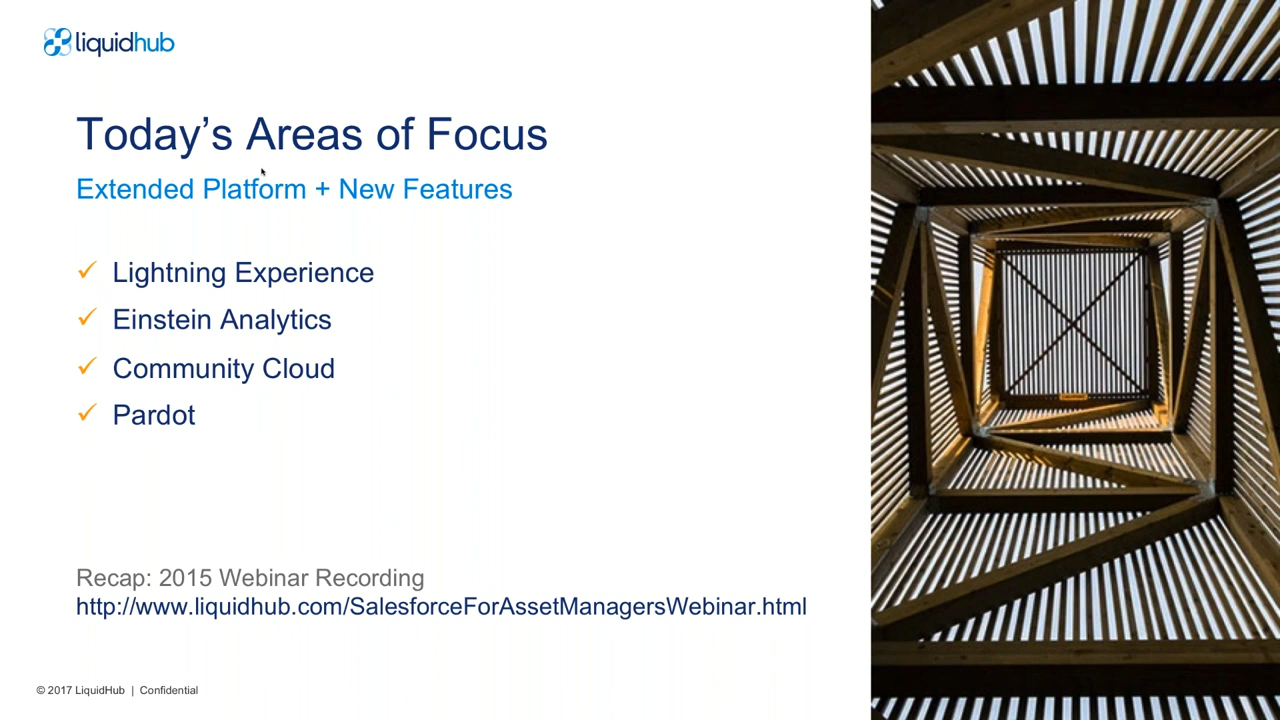 liquidhub
Today's Areas of Focus
Extended Platform + New Features
Lightning Experience
Einstein Analytics
Community Cloud
Pardot
Recap: 2015 Webinar Recording
http://www.liquidhub.com/SalesforceForAssetManagersWebinar.html
© 2017 LiquidHub | Confidential